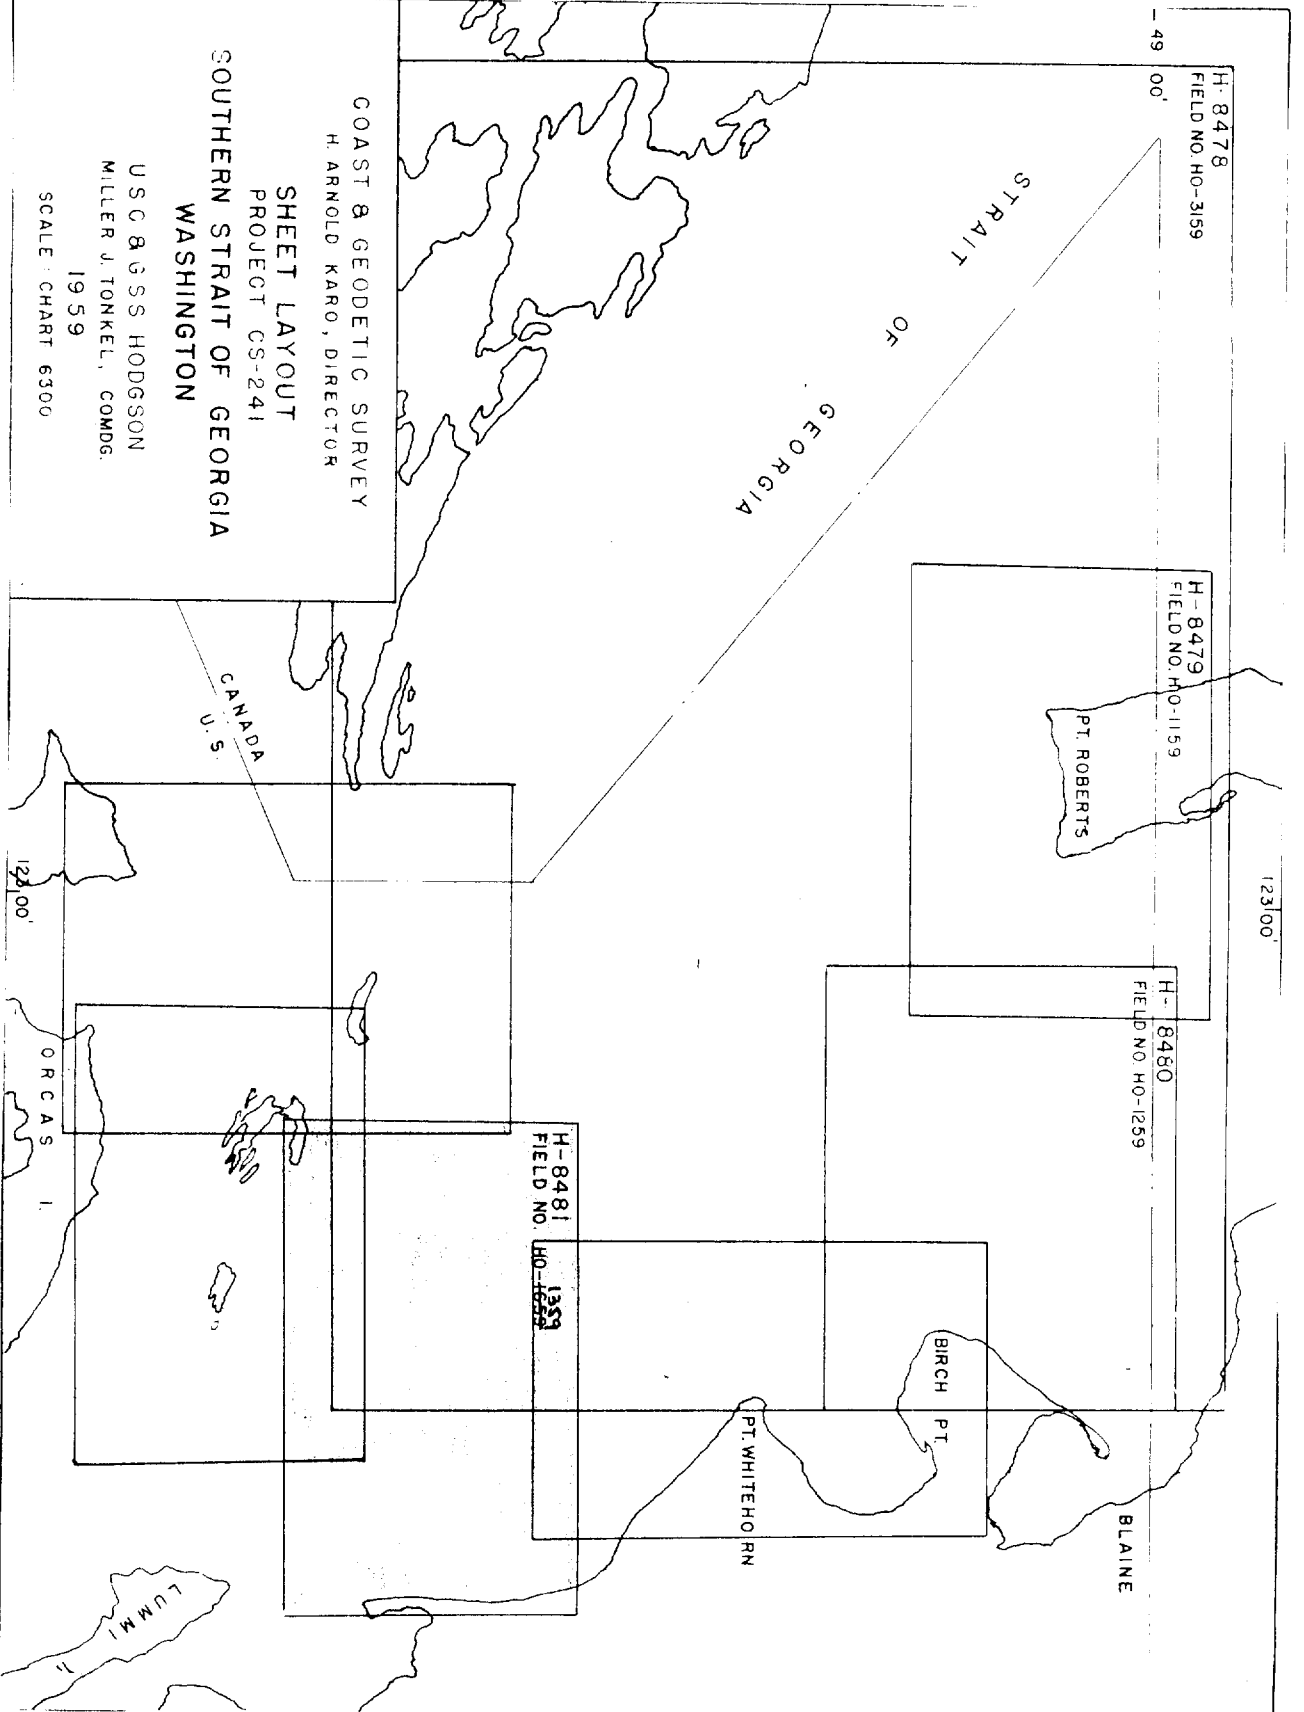 H-8478
FIELD NO. HO-3159
49 00'
STRAIT
OF
GEORGIA
H-8479
FIELD NO. HO-1159
PT. ROBERTS
123 00'
H-8480
FIELD NO. HO-1259
BLAINE
BIRCH PT.
PT. WHITEHORN
H-8481
FIELD NO. HO-1659
1359
CANADA
U. S.
123 00'
ORCAS I.
LUMMI
COAST & GEODETIC SURVEY
H. ARNOLD KARO, DIRECTOR
SHEET LAYOUT
PROJECT CS-241
SOUTHERN STRAIT OF GEORGIA
WASHINGTON
USC&GSS HODGSON
MILLER J. TONKEL, COMDG.
1959
SCALE: CHART 6300